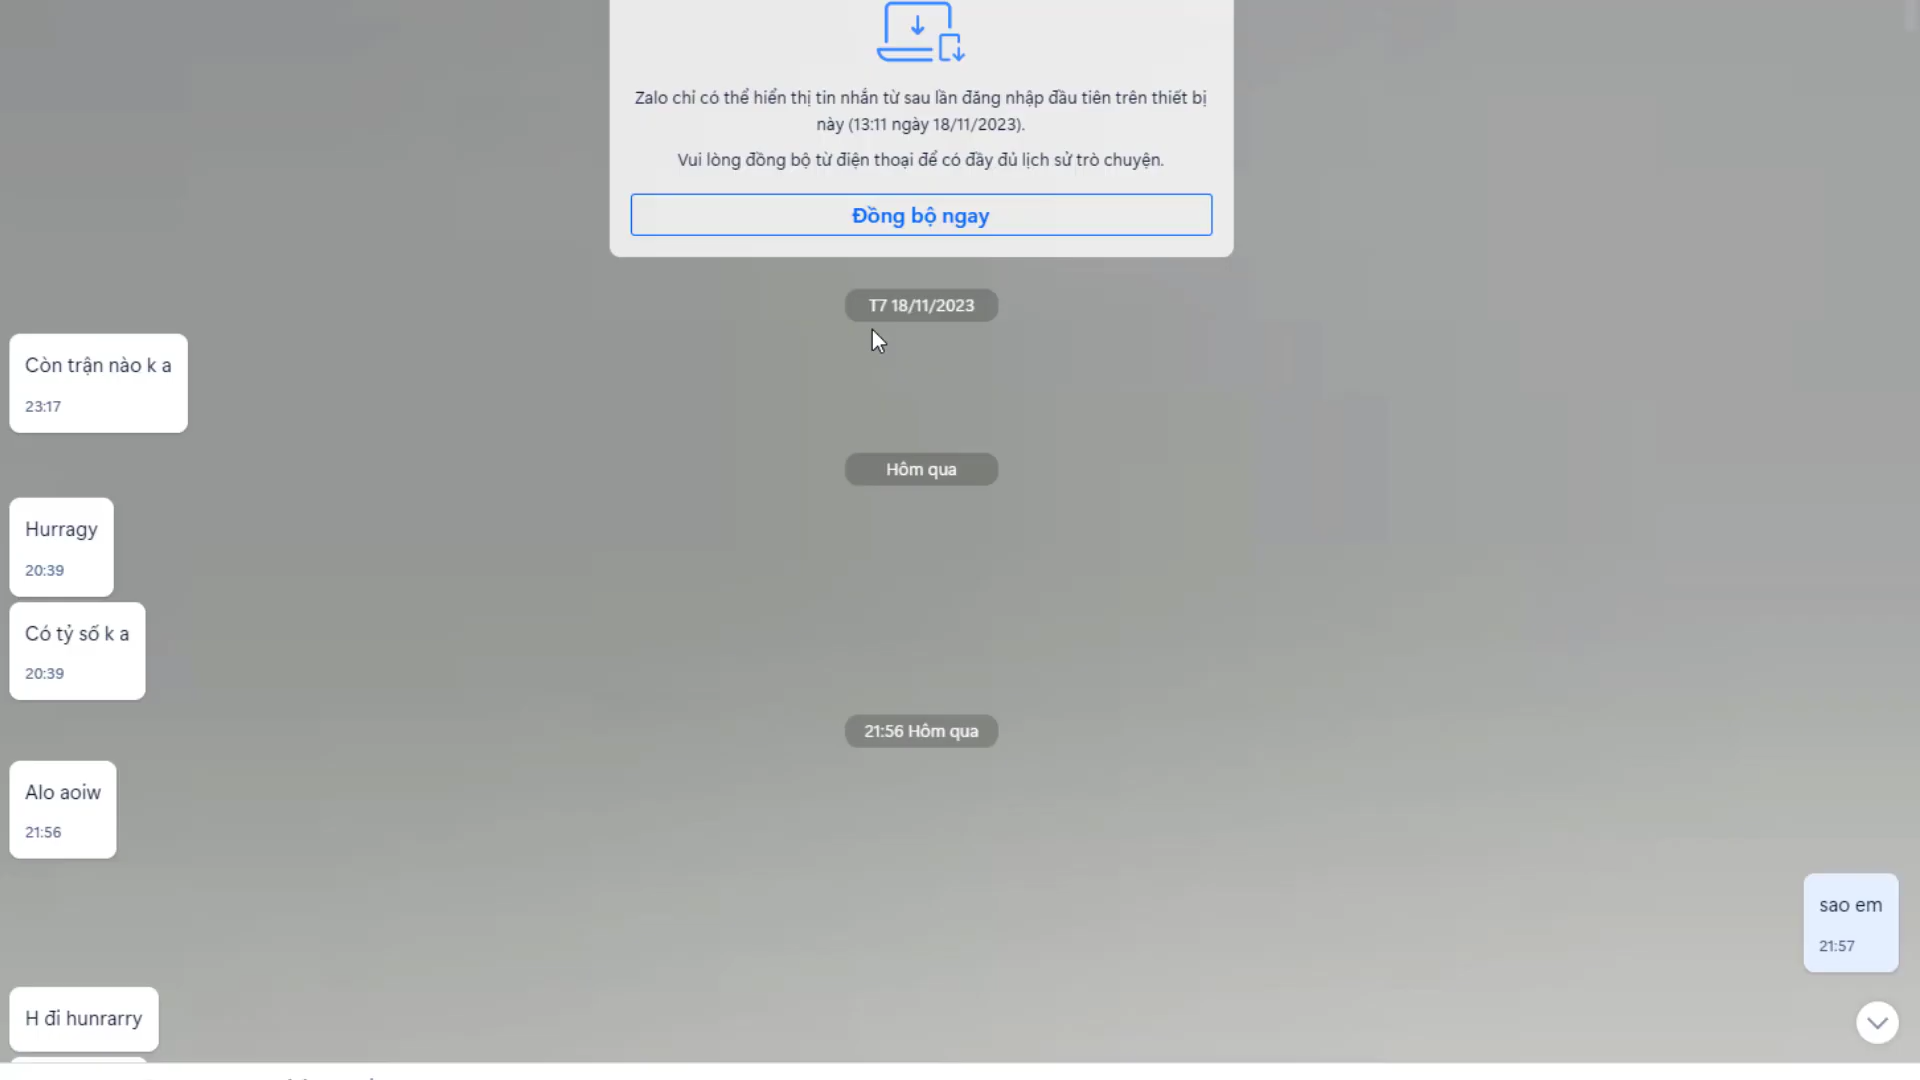 Zalo chỉ có thể hiển thị tin nhắn từ sau lần đăng nhập đầu tiên trên thiết bị
này (13:11 ngày 18/11/2023).
Vui lòng đồng bộ từ điện thoại để có đầy đủ lịch sử trò chuyện.
Đồng bộ ngay
T7 18/11/2023
Còn trận nào k a
23:17
Hôm qua
Hurragy
20:39
Có tỷ số k a
20:39
21:56 Hôm qua
Alo aoiw
21:56
sao em
21:57
H đi hunrarry